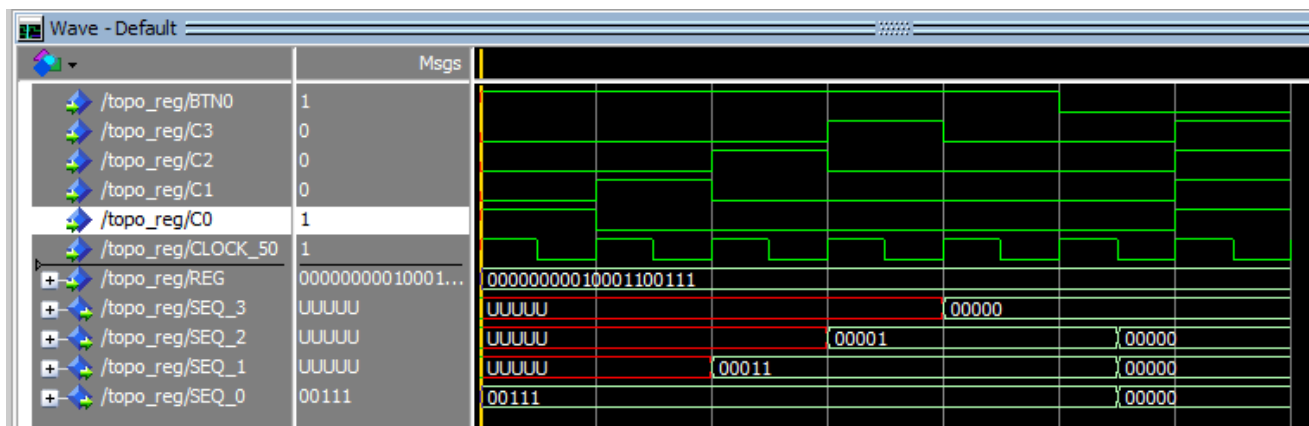 Wave - Default
Msgs
/topo_reg/BTN0 1
/topo_reg/C3 0
/topo_reg/C2 0
/topo_reg/C1 0
/topo_reg/C0 1
/topo_reg/CLOCK_50 1
/topo_reg/REG 00000000010001... 00000000010001100111
/topo_reg/SEQ_3 UUUUU UUUUU 00000
/topo_reg/SEQ_2 UUUUU UUUUU 00001 00000
/topo_reg/SEQ_1 UUUUU UUUUU 00011 00000
/topo_reg/SEQ_0 00111 00111 00000